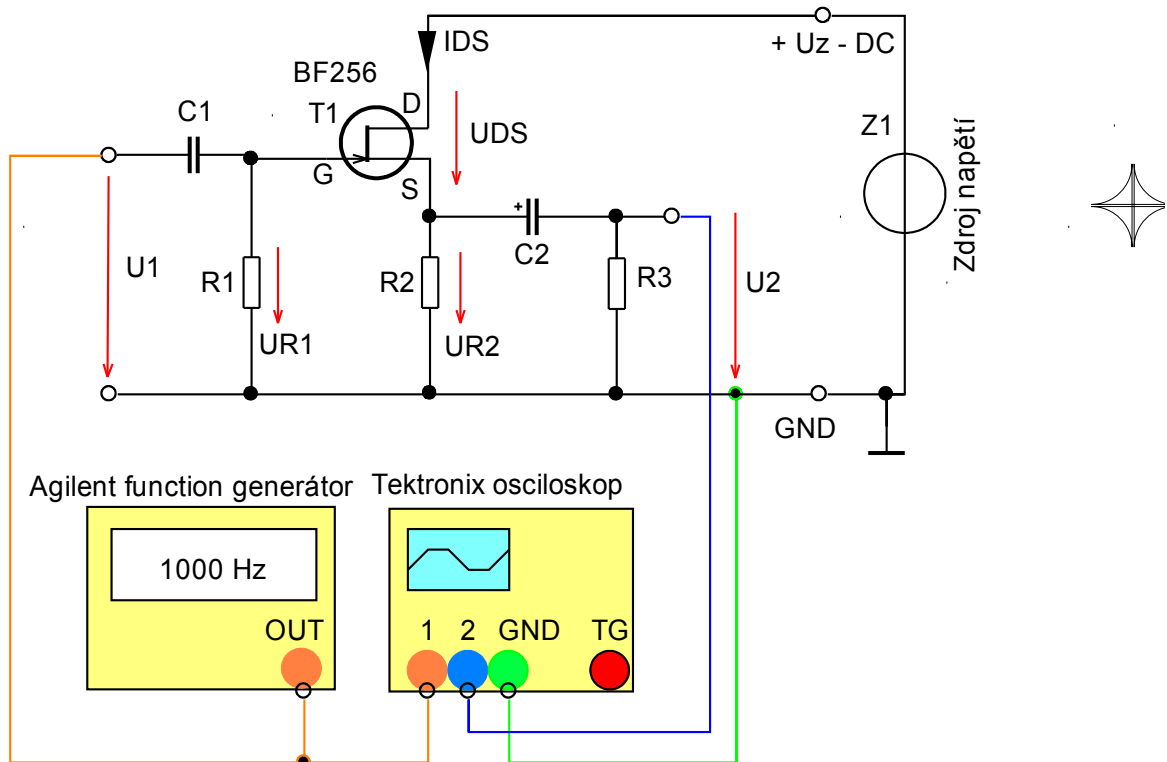 IDS
+ Uz - DC
BF256
C1
T1
D
UDS
Z1
G
S
Zdroj napětí
+
C2
U1
R1
R2
R3
U2
UR1
UR2
GND
Agilent function generátor
Tektronix osciloskop
1000 Hz
OUT
1
2
GND
TG